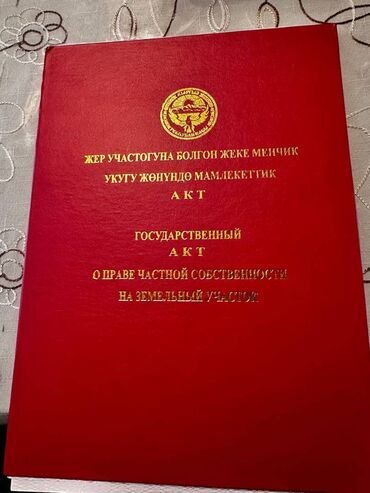 ЖЕР УЧАСТОГУНА БОЛГОН ЖЕКЕ МЕНЧИК
УКУГУ ЖӨНҮНДӨ МАМЛЕКЕТТИК
АКТ
ГОСУДАРСТВЕННЫЙ
АКТ
О ПРАВЕ ЧАСТНОЙ СОБСТВЕННОСТИ
НА ЗЕМЕЛЬНЫЙ УЧАСТОК